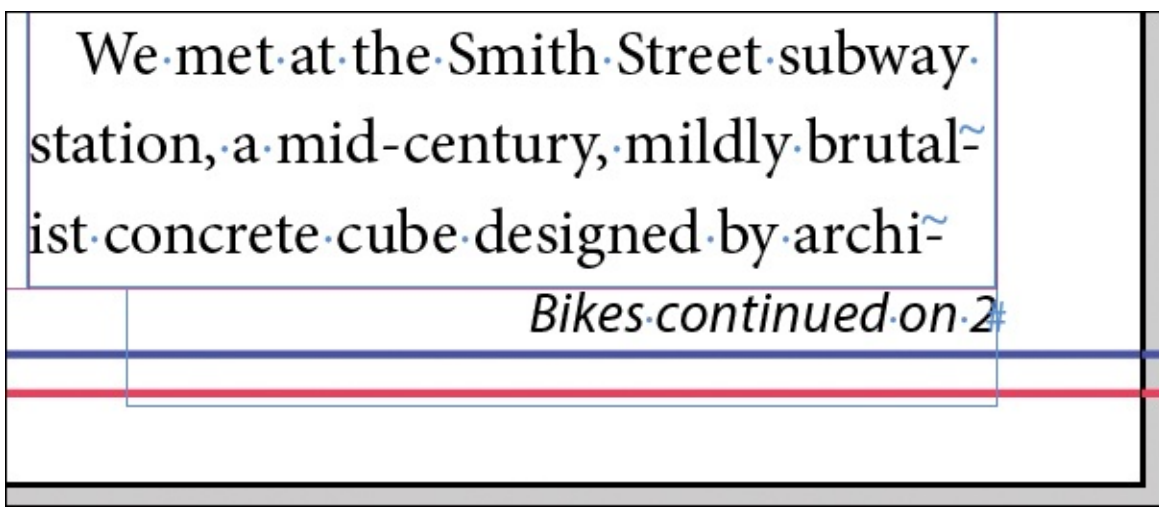 We met at the Smith Street subway
station, a mid-century, mildly brutal-
ist concrete cube designed by archi-
Bikes continued on 2#